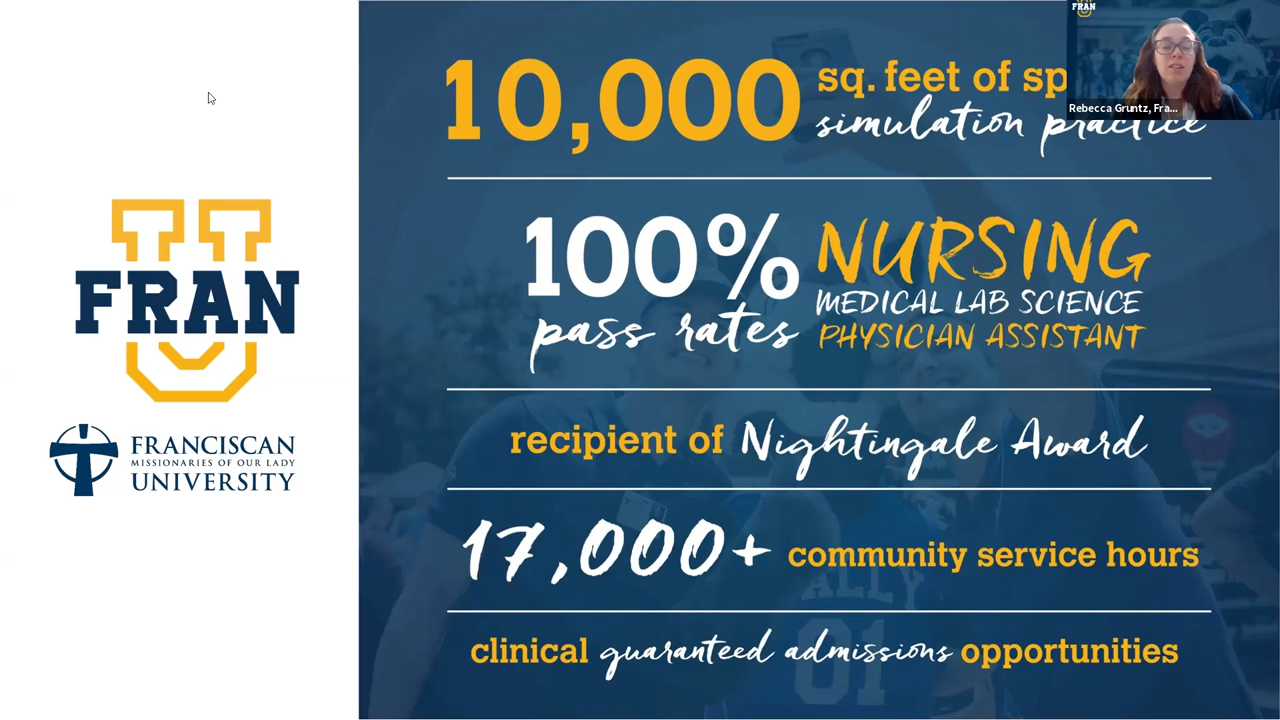 FRAN
Rebecca Gruntz, Fra...
10,000
sq. feet of sp
simulation practice
100%
pass rates
NURSING
MEDICAL LAB SCIENCE
PHYSICIAN ASSISTANT
FRAN
U
FRANCISCAN
MISSIONARIES OF OUR LADY
UNIVERSITY
recipient of Nightingale Award
17,000+ community service hours
clinical guaranteed admissions opportunities
ALLY
01